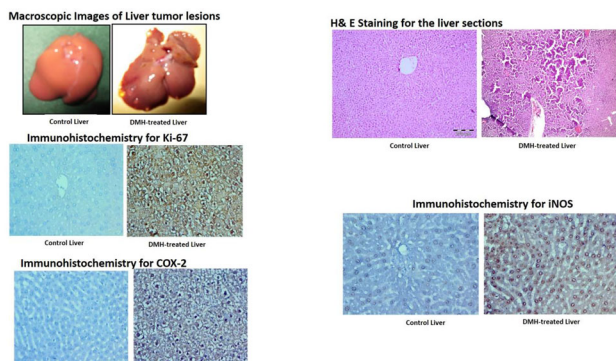 Macroscopic Images of Liver tumor lesions
Control Liver
DMH-treated Liver
Immunohistochemistry for Ki-67
Control Liver
DMH-treated Liver
Immunohistochemistry for COX-2
H& E Staining for the liver sections
Control Liver
DMH-treated Liver
Immunohistochemistry for iNOS
Control Liver
DMH-treated Liver